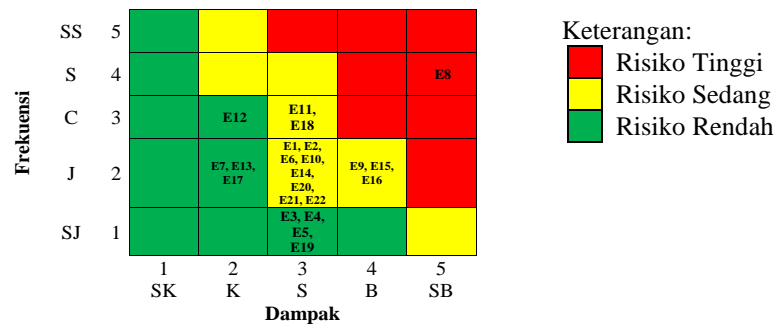 Keterangan:
Risiko Tinggi
Risiko Sedang
Risiko Rendah
Frekuensi
SS 5
S 4 E8
C 3 E12 E11,
E18
J 2 E7, E13,
E17 E1, E2,
E6, E10,
E14,
E20,
E21, E22 E9, E15,
E16
SJ 1 E3, E4,
E5,
E19
1 2 3 4 5
SK K S B SB
Dampak